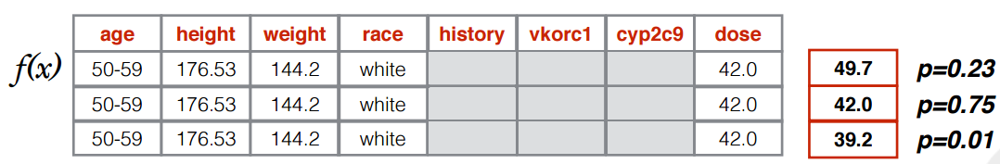 age height weight race history vkorc1 cyp2c9 dose
f(x) 50-59 176.53 144.2 white 42.0 49.7 p=0.23
50-59 176.53 144.2 white 42.0 42.0 p=0.75
50-59 176.53 144.2 white 42.0 39.2 p=0.01